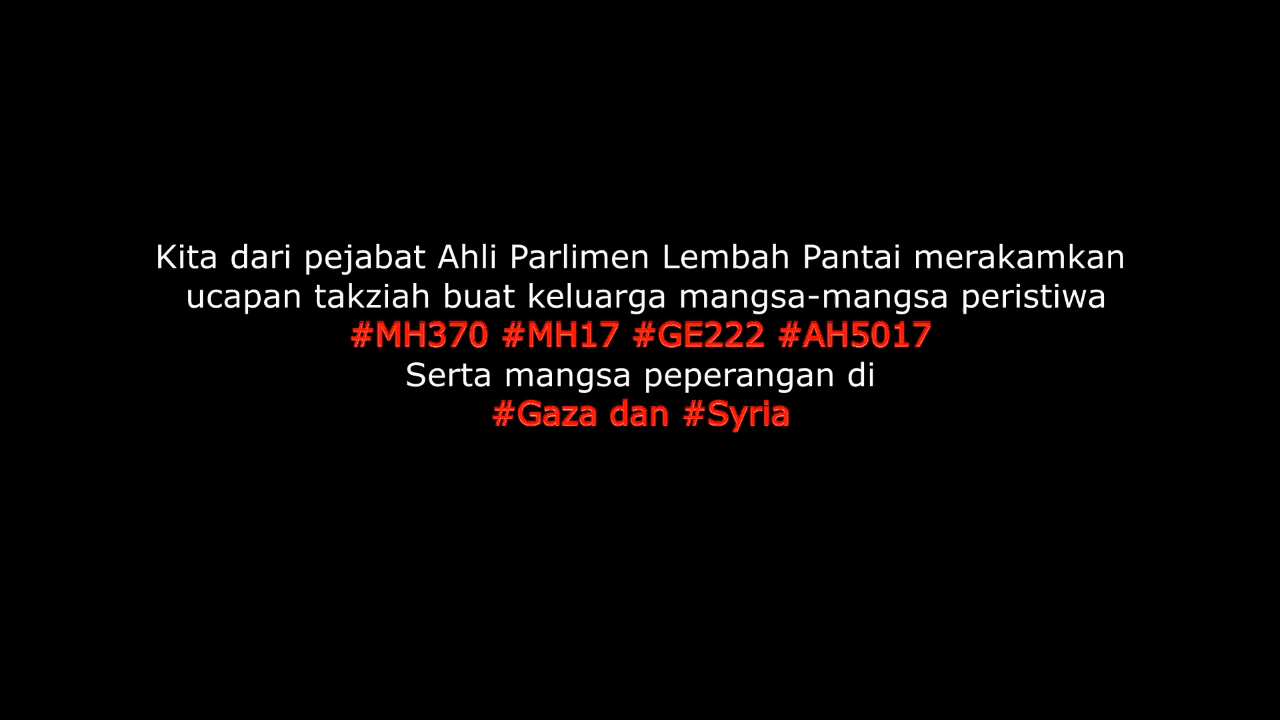 Kita dari pejabat Ahli Parlimen Lembah Pantai merakamkan
ucapan takziah buat keluarga mangsa-mangsa peristiwa
#MH370 #MH17 #GE222 #AH5017
Serta mangsa peperangan di
#Gaza dan #Syria